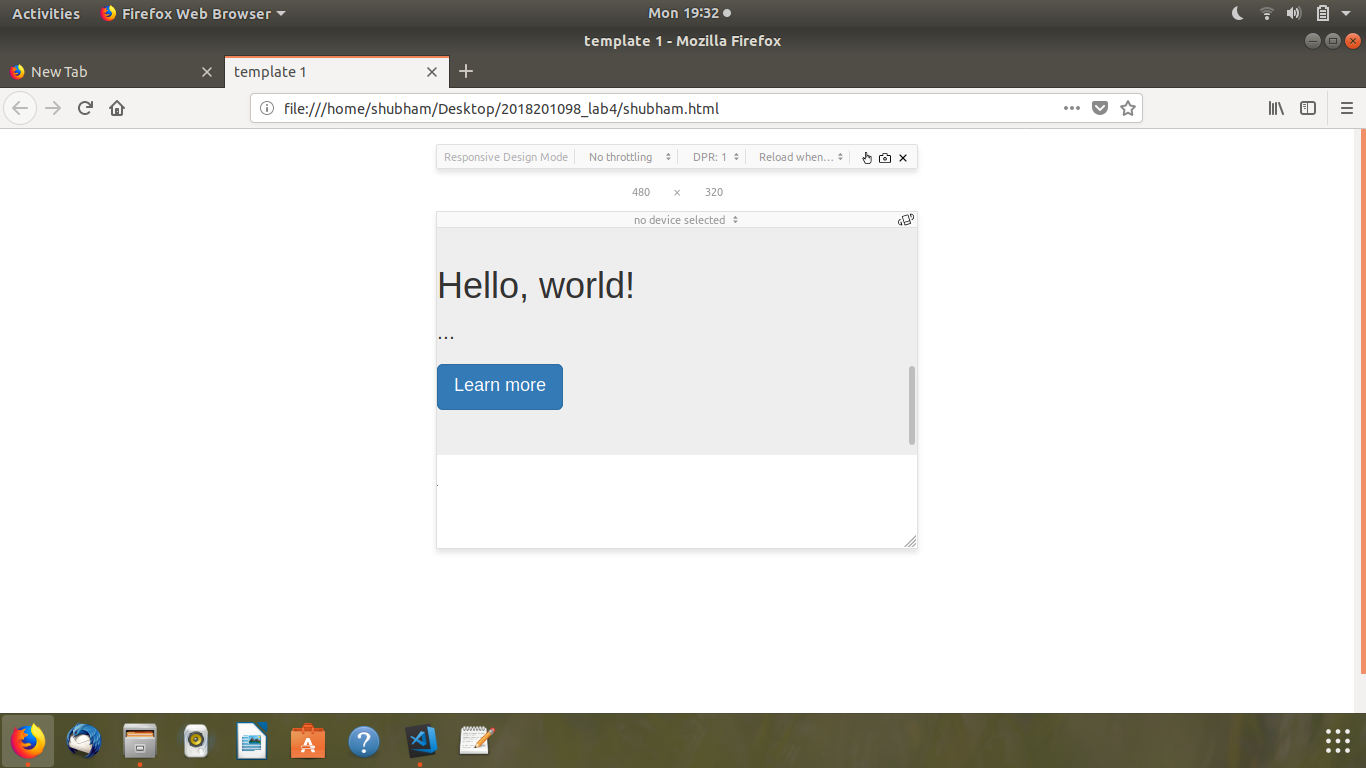 Activities Firefox Web Browser Mon 19:32
template 1 - Mozilla Firefox
New Tab template 1
file:///home/shubham/Desktop/2018201098_lab4/shubham.html
Responsive Design Mode No throttling DPR: 1 Reload when...
480 × 320
no device selected
Hello, world!
...
Learn more